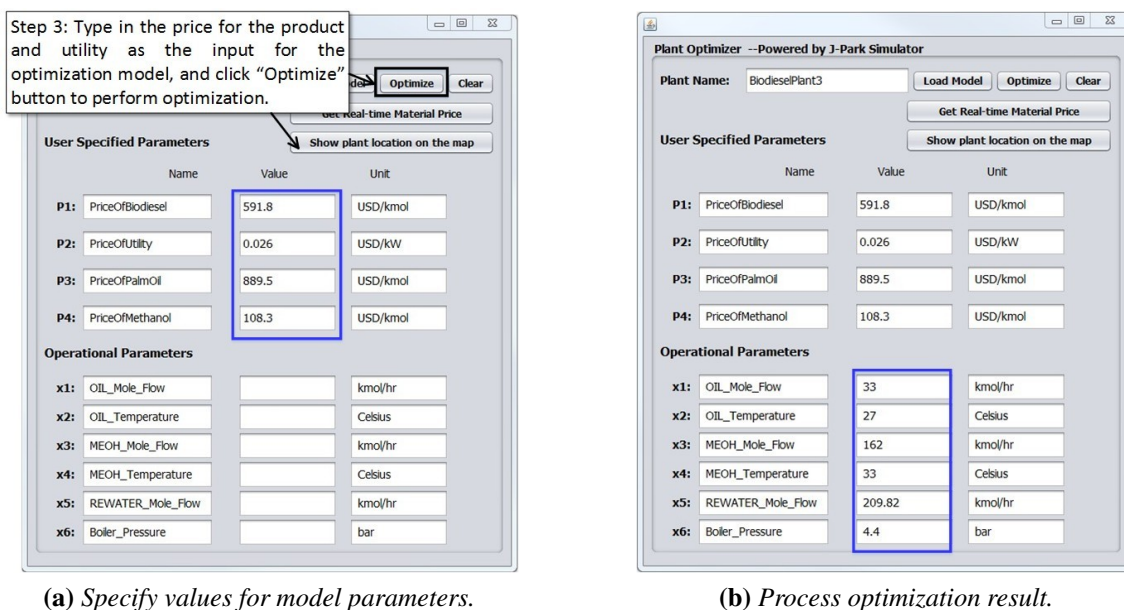 Step 3: Type in the price for the product
and utility as the input for the
optimization model, and click “Optimize”
button to perform optimization.
Optimize Clear
Get Real-time Material Price
User Specified Parameters Show plant location on the map
Name Value Unit
P1: PriceOfBiodiesel 591.8 USD/kmol
P2: PriceOfUtility 0.026 USD/kW
P3: PriceOfPalmOil 889.5 USD/kmol
P4: PriceOfMethanol 108.3 USD/kmol
Operational Parameters
x1: OIL_Mole_Flow kmol/hr
x2: OIL_Temperature Celsius
x3: MEOH_Mole_Flow kmol/hr
x4: MEOH_Temperature Celsius
x5: REWATER_Mole_Flow kmol/hr
x6: Boiler_Pressure bar
(a) Specify values for model parameters.
Plant Optimizer --Powered by J-Park Simulator
Plant Name: BiodieselPlant3 Load Model Optimize Clear
Get Real-time Material Price
User Specified Parameters Show plant location on the map
Name Value Unit
P1: PriceOfBiodiesel 591.8 USD/kmol
P2: PriceOfUtility 0.026 USD/kW
P3: PriceOfPalmOil 889.5 USD/kmol
P4: PriceOfMethanol 108.3 USD/kmol
Operational Parameters
x1: OIL_Mole_Flow 33 kmol/hr
x2: OIL_Temperature 27 Celsius
x3: MEOH_Mole_Flow 162 kmol/hr
x4: MEOH_Temperature 33 Celsius
x5: REWATER_Mole_Flow 209.82 kmol/hr
x6: Boiler_Pressure 4.4 bar
(b) Process optimization result.